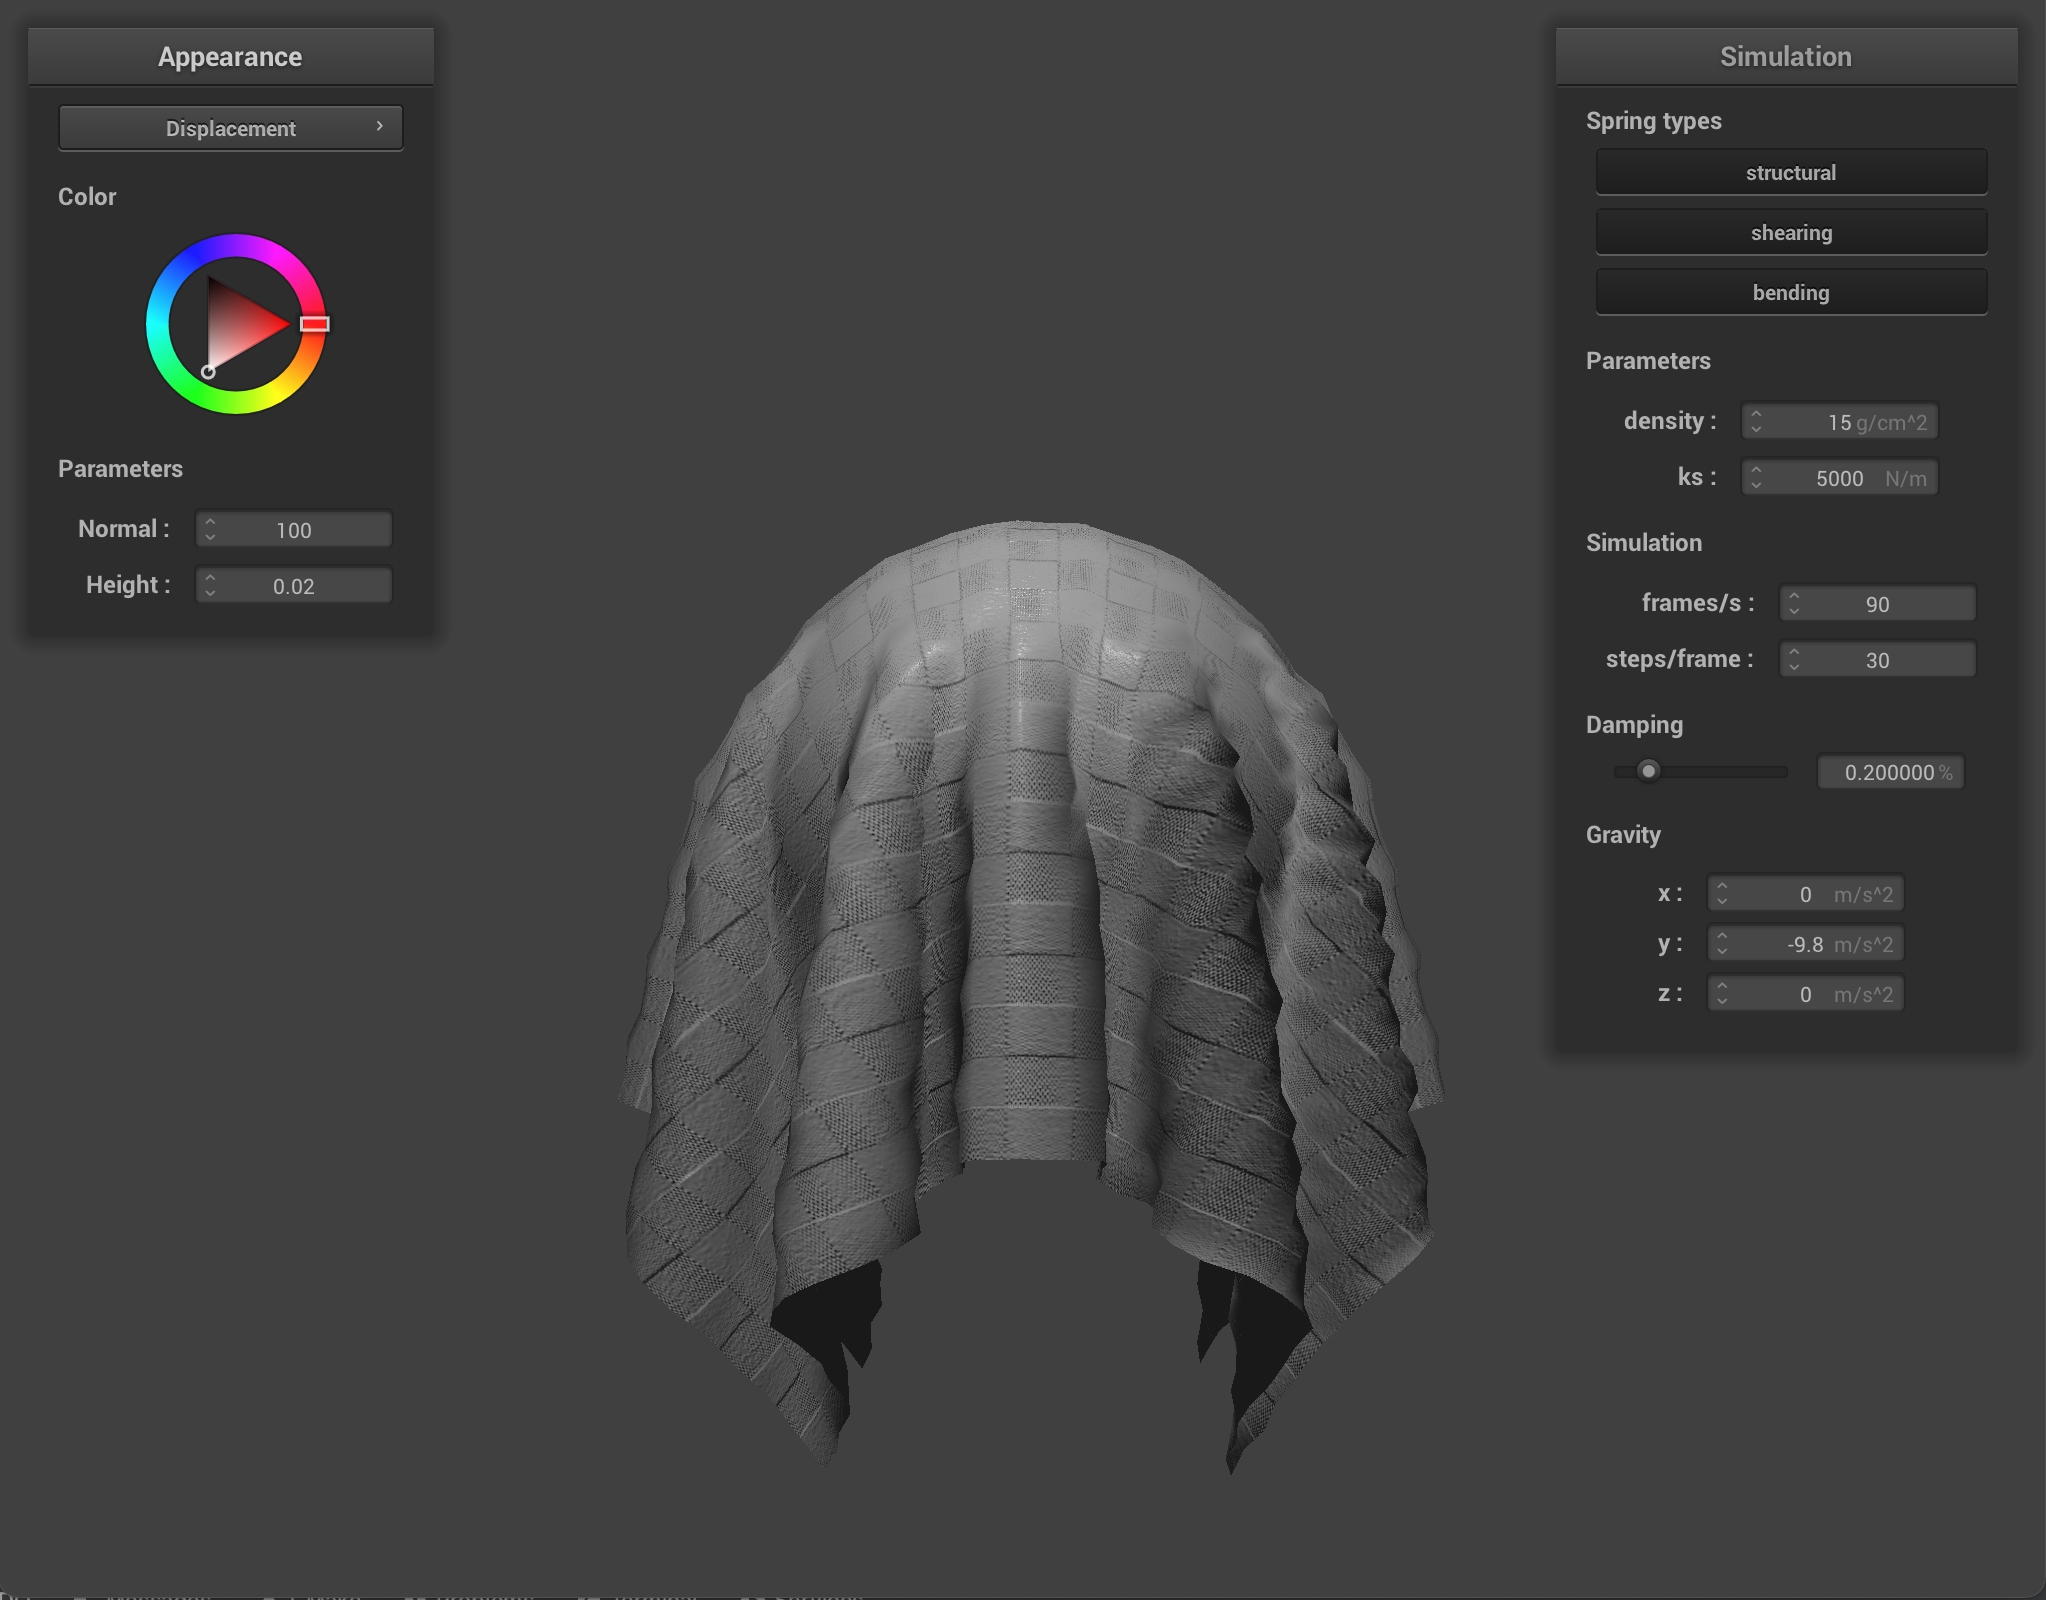 Appearance
Displacement
Color
Parameters
Normal : 100
Height : 0.02
Simulation
Spring types
structural
shearing
bending
Parameters
density : 15 g/cm^2
ks : 5000 N/m
Simulation
frames/s : 90
steps/frame : 30
Damping
0.200000 %
Gravity
x : 0 m/s^2
y : -9.8 m/s^2
z : 0 m/s^2